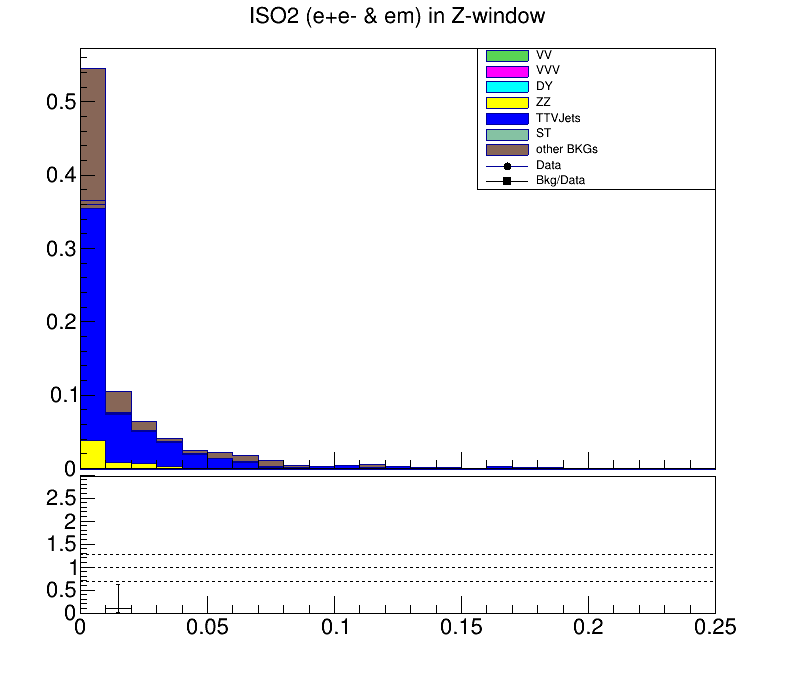 ISO2 (e+e- & em) in Z-window
VV
VVV
DY
ZZ
TTVJets
ST
other BKGs
Data
Bkg/Data
0.5
0.4
0.3
0.2
0.1
0
2.5
2
1.5
1
0.5
0
0 0.05 0.1 0.15 0.2 0.25